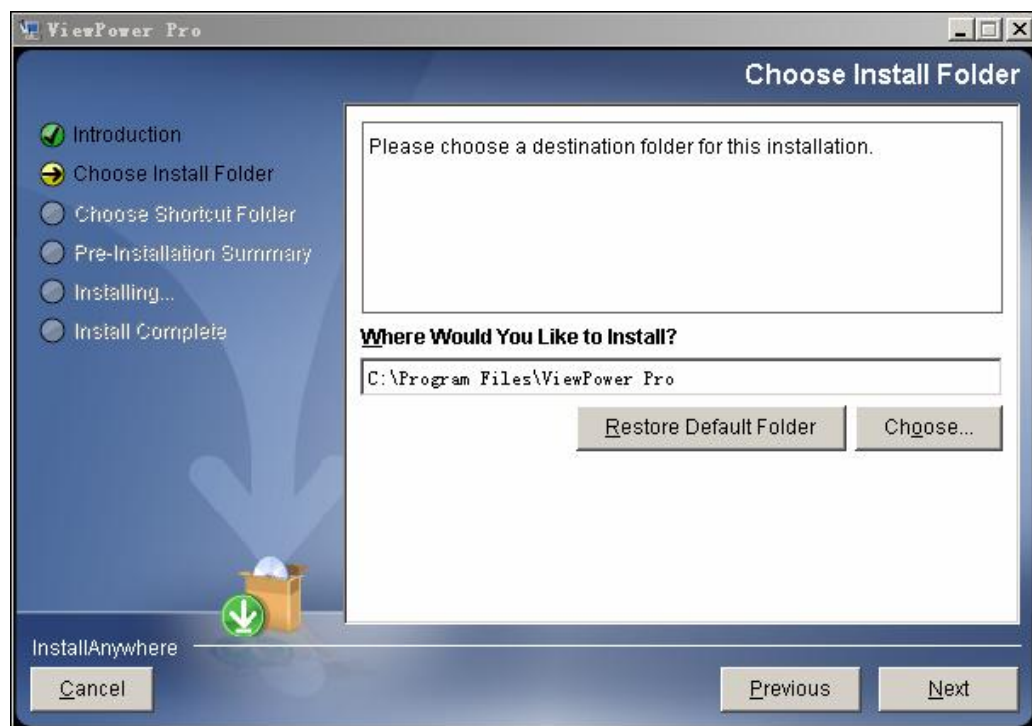 ViewPower Pro
Choose Install Folder
Introduction
Choose Install Folder
Choose Shortcut Folder
Pre-Installation Summary
Installing...
Install Complete
Please choose a destination folder for this installation.
Where Would You Like to Install?
C:\Program Files\ViewPower Pro
Restore Default Folder
Choose...
InstallAnywhere
Cancel
Previous
Next